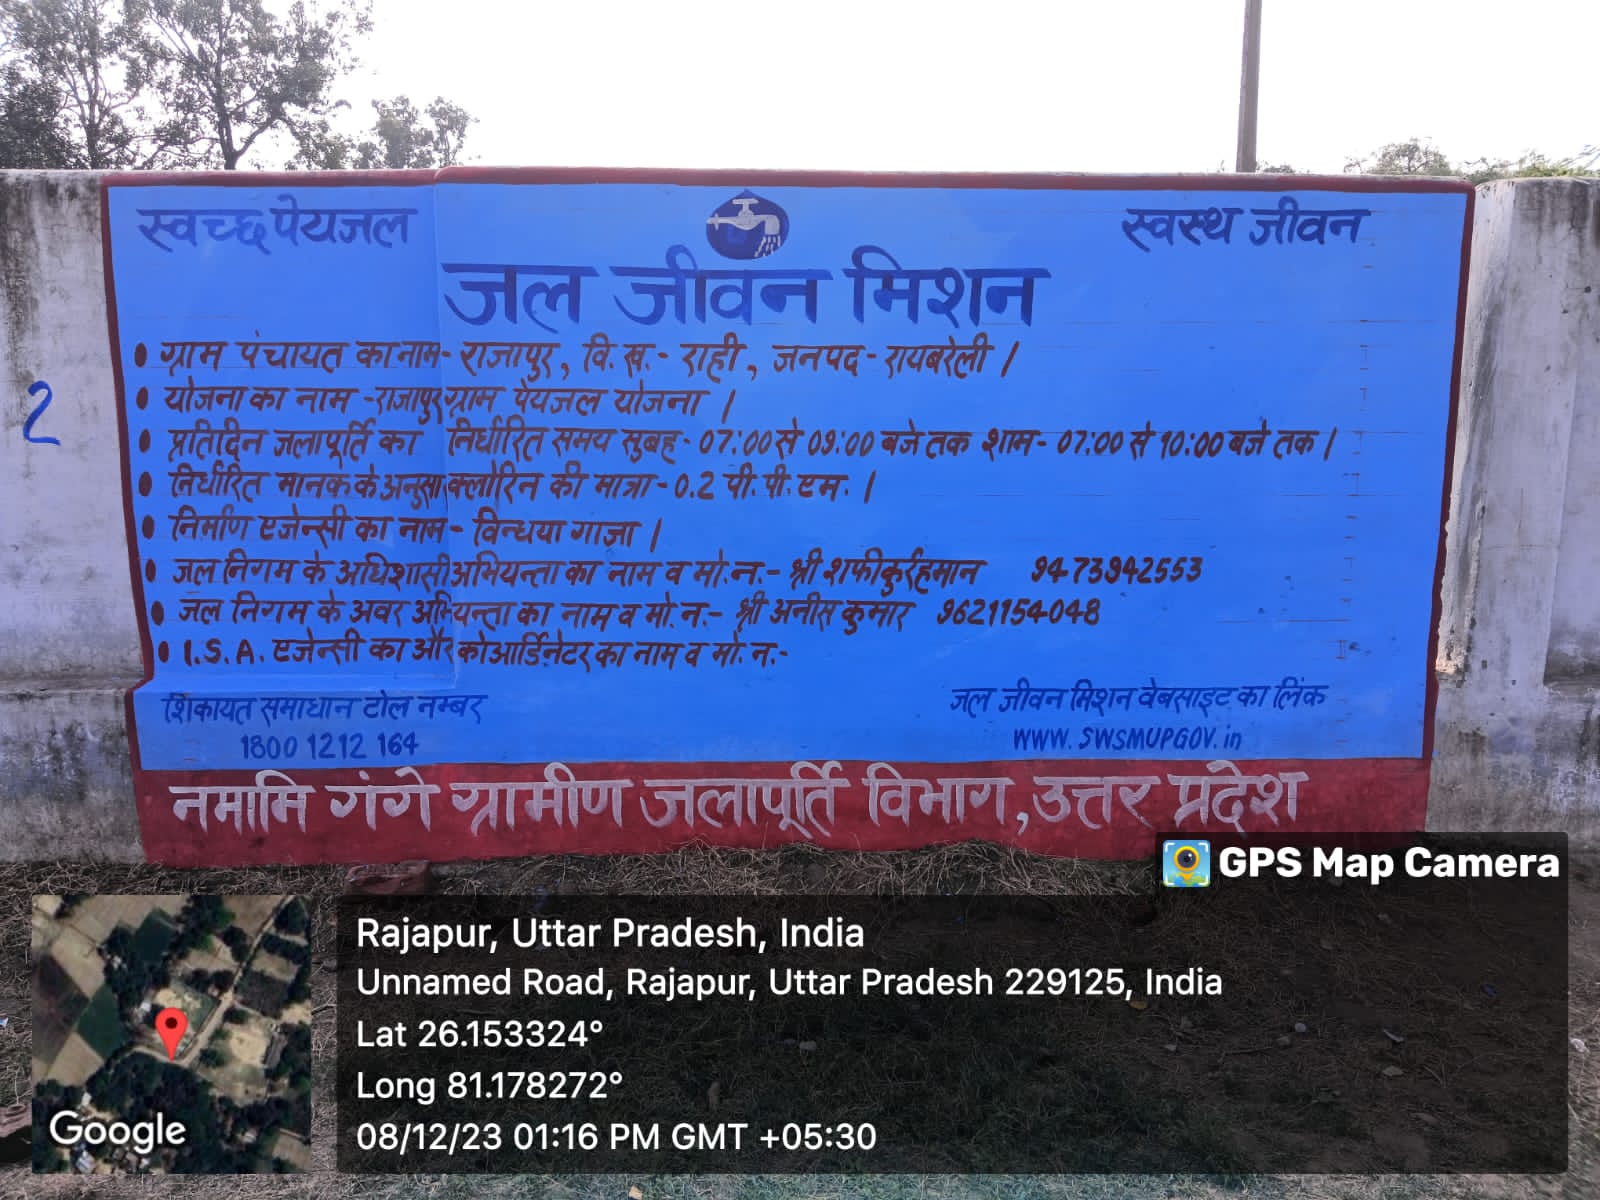 स्वच्छ पेयजल
स्वस्थ जीवन
जल जीवन मिशन
• ग्राम पंचायत का नाम- राजापुर, वि. ख.- राही, जनपद- रायबरेली।
• योजना का नाम -राजापुर ग्राम पेयजल योजना।
• प्रतिदिन जलापूर्ति का निर्धारित समय सुबह- 07:00 से 09:00 बजे तक शाम- 07:00 से 10:00 बजे तक।
• निर्धारित मानक के अनुसा क्लोरिन की मात्रा- 0.2 पी. पी. एम.।
• निर्माण एजेन्सी का नाम- विन्धया गाजा।
• जल निगम के अधिशासी अभियन्ता का नाम व मो.न.- श्री शफीकुर्रहमान 9473942553
• जल निगम के अवर अभियन्ता का नाम व मो. न.- श्री अनीस कुमार 9621154048
• I.S.A. एजेन्सी का और कोआर्डिनेटर का नाम व मो. न.-
शिकायत समाधान टोल नम्बर
1800 1212 164
जल जीवन मिशन वेबसाइट का लिंक
WWW.SWSMUPGOV.in
नमामि गंगे ग्रामीण जलापूर्ति विभाग, उत्तर प्रदेश
2
GPS Map Camera
Rajapur, Uttar Pradesh, India
Unnamed Road, Rajapur, Uttar Pradesh 229125, India
Lat 26.153324°
Long 81.178272°
08/12/23 01:16 PM GMT +05:30
Google